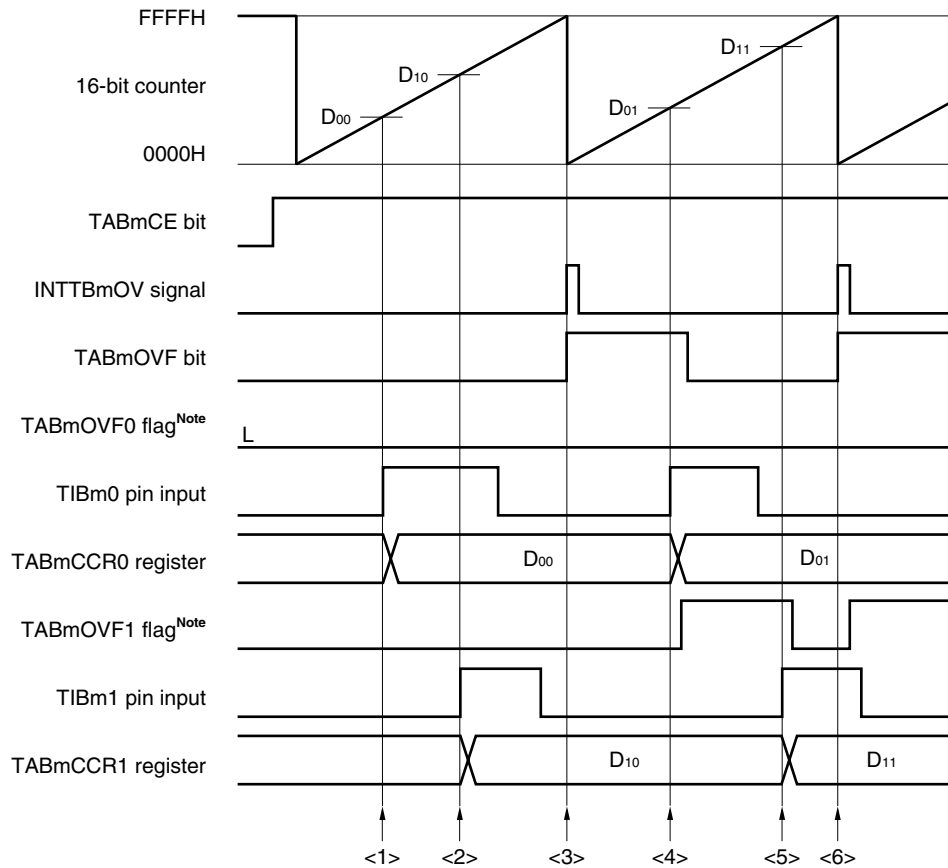 FFFFH
16-bit counter
0000H
D00
D10
D01
D11
TABmCE bit
INTTBmOV signal
TABmOVF bit
TABmOVF0 flagNote
L
TIBm0 pin input
TABmCCR0 register
D00
D01
TABmOVF1 flagNote
TIBm1 pin input
TABmCCR1 register
D10
D11
<1> <2> <3> <4> <5> <6>